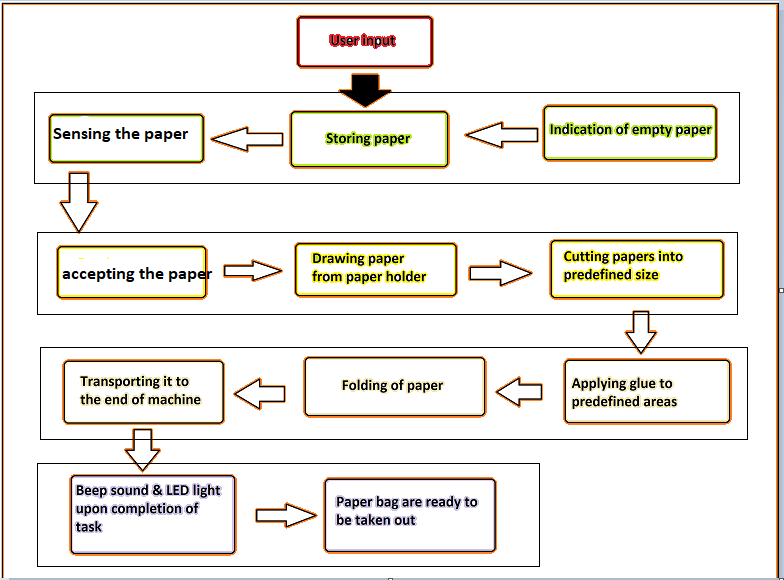 User input
Sensing the paper
Storing paper
Indication of empty paper
accepting the paper
Drawing paper
from paper holder
Cutting papers into
predefined size
Transporting it to
the end of machine
Folding of paper
Applying glue to
predefined areas
Beep sound & LED light
upon completion of
task
Paper bag are ready to
be taken out